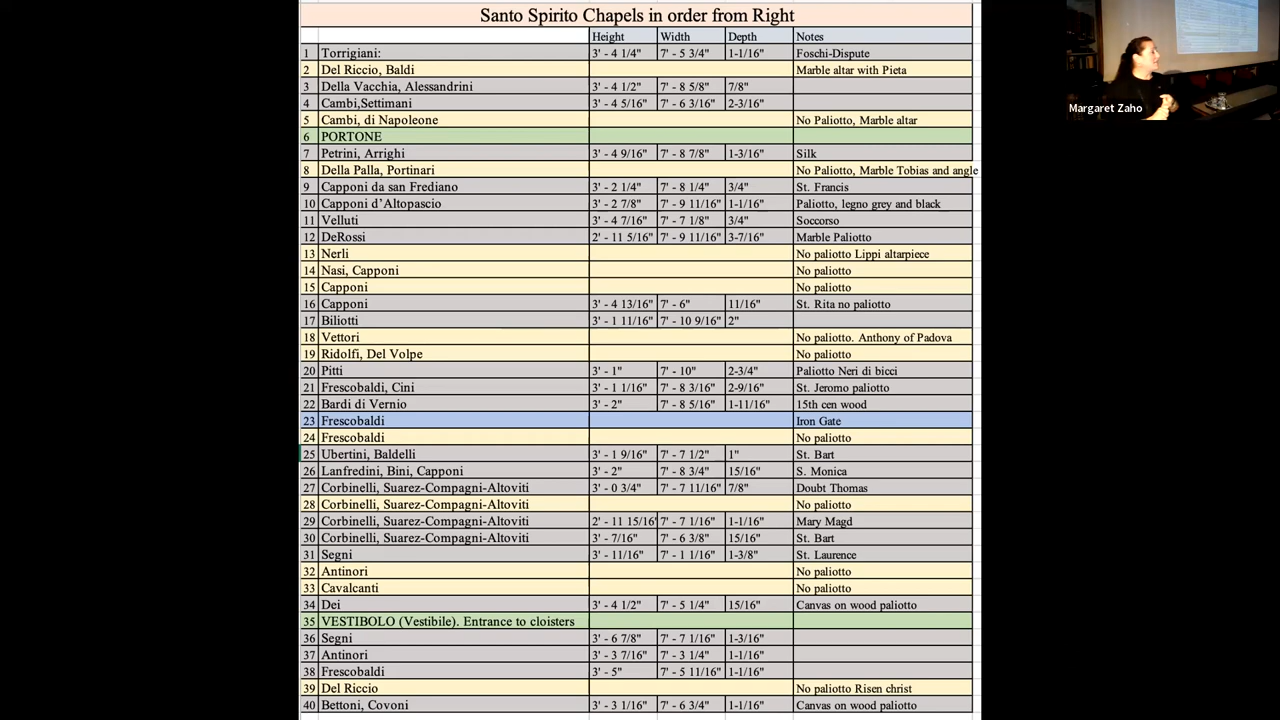 Santo Spirito Chapels in order from Right
Height Width Depth Notes
1 Torrigiani: 3' - 4 1/4" 7' - 5 3/4" 1-1/16" Foschi-Dispute
2 Del Riccio, Baldi Marble altar with Pieta
3 Della Vacchia, Alessandrini 3' - 4 1/2" 7' - 8 5/8" 7/8"
4 Cambi,Settimani 3' - 4 5/16" 7' - 6 3/16" 2-3/16"
5 Cambi, di Napoleone No Paliotto, Marble altar
6 PORTONE
7 Petrini, Arrighi 3' - 4 9/16" 7' - 8 7/8" 1-3/16" Silk
8 Della Palla, Portinari No Paliotto, Marble Tobias and angle
9 Capponi da san Frediano 3' - 2 1/4" 7' - 8 1/4" 3/4" St. Francis
10 Capponi d'Altopascio 3' - 2 7/8" 7' - 9 11/16" 1-1/16" Paliotto, legno grey and black
11 Velluti 3' - 4 7/16" 7' - 7 1/8" 3/4" Soccorso
12 DeRossi 2' - 11 5/16" 7' - 9 11/16" 3-7/16" Marble Paliotto
13 Nerli No paliotto Lippi altarpiece
14 Nasi, Capponi No paliotto
15 Capponi No paliotto
16 Capponi 3' - 4 13/16" 7' - 6" 11/16" St. Rita no paliotto
17 Biliotti 3' - 1 11/16" 7' - 10 9/16" 2"
18 Vettori No paliotto. Anthony of Padova
19 Ridolfi, Del Volpe No paliotto
20 Pitti 3' - 1" 7' - 10" 2-3/4" Paliotto Neri di bicci
21 Frescobaldi, Cini 3' - 1 1/16" 7' - 8 3/16" 2-9/16" St. Jeromo paliotto
22 Bardi di Vernio 3' - 2" 7' - 8 5/16" 1-11/16" 15th cen wood
23 Frescobaldi Iron Gate
24 Frescobaldi No paliotto
25 Ubertini, Baldelli 3' - 1 9/16" 7' - 7 1/2" 1" St. Bart
26 Lanfredini, Bini, Capponi 3' - 2" 7' - 8 3/4" 15/16" S. Monica
27 Corbinelli, Suarez-Compagni-Altoviti 3' - 0 3/4" 7' - 7 11/16" 7/8" Doubt Thomas
28 Corbinelli, Suarez-Compagni-Altoviti No paliotto
29 Corbinelli, Suarez-Compagni-Altoviti 2' - 11 15/16" 7' - 7 1/16" 1-1/16" Mary Magd
30 Corbinelli, Suarez-Compagni-Altoviti 3' - 7/16" 7' - 6 3/8" 15/16" St. Bart
31 Segni 3' - 11/16" 7' - 1 1/16" 1-3/8" St. Laurence
32 Antinori No paliotto
33 Cavalcanti No paliotto
34 Dei 3' - 4 1/2" 7' - 5 1/4" 15/16" Canvas on wood paliotto
35 VESTIBOLO (Vestibile). Entrance to cloisters
36 Segni 3' - 6 7/8" 7' - 7 1/16" 1-3/16"
37 Antinori 3' - 3 7/16" 7' - 3 1/4" 1-1/16"
38 Frescobaldi 3' - 5" 7' - 5 11/16" 1-1/16"
39 Del Riccio No paliotto Risen christ
40 Bettoni, Covoni 3' - 3 1/16" 7' - 6 3/4" 1-1/16" Canvas on wood paliotto
Margaret Zaho